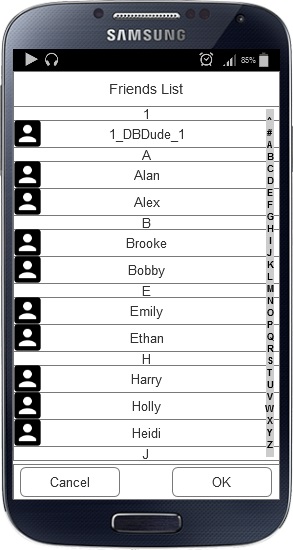 SAMSUNG
85%
Friends List
1
1_DBDude_1
A
Alan
Alex
B
Brooke
Bobby
E
Emily
Ethan
H
Harry
Holly
Heidi
J
^
#
A
B
C
D
E
F
G
H
I
J
K
L
M
N
O
P
Q
R
S
T
U
V
W
X
Y
Z
Cancel
OK